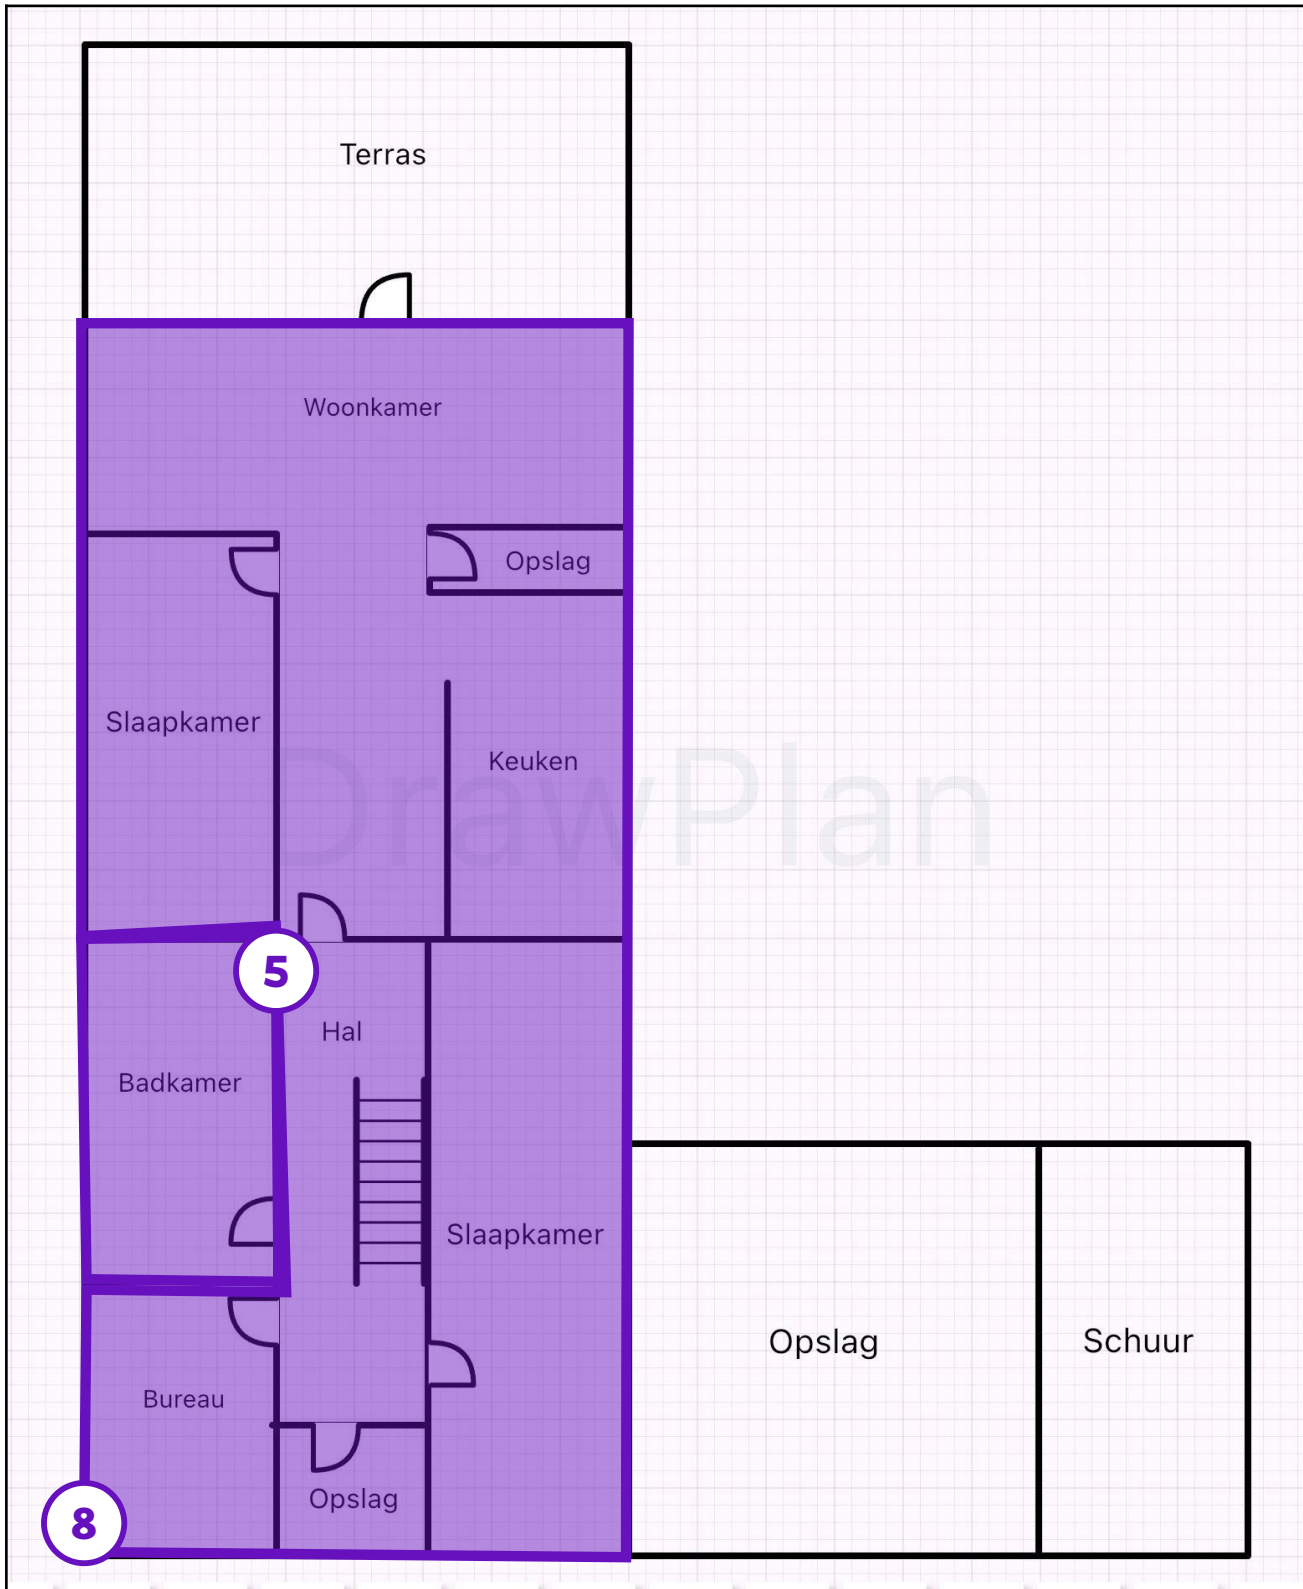 Terras
Woonkamer
Opslag
Slaapkamer
Keuken
DrawPlan
5
Hal
Badkamer
Slaapkamer
Opslag
Schuur
Bureau
Opslag
8